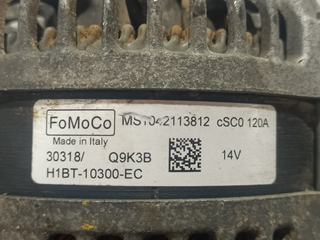 FoMoCo MS1042113812 cSC0 120A
Made in Italy
30318/ Q9K3B 14V
H1BT-10300-EC